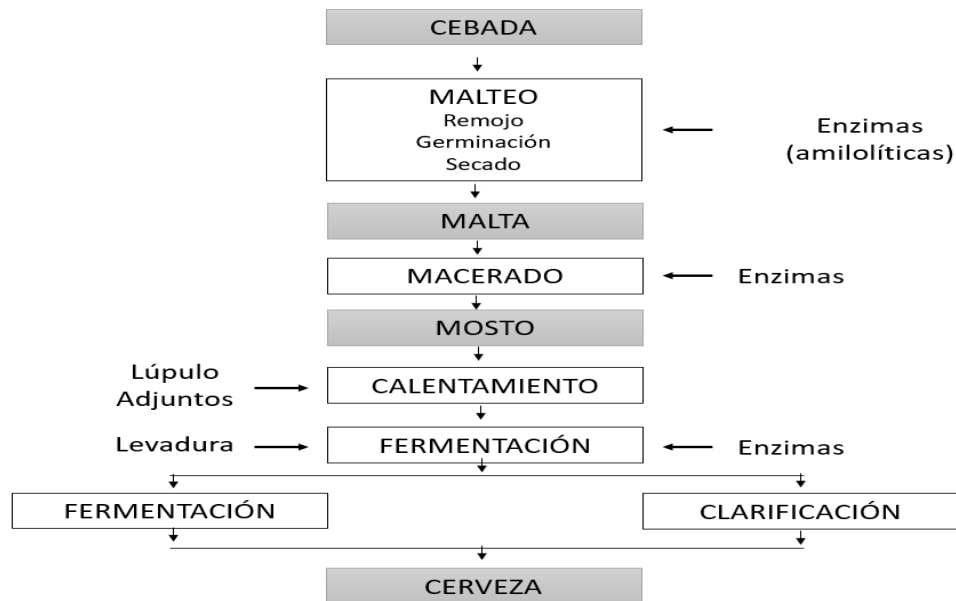 CEBADA
MALTEO
Remojo
Germinación
Secado
Enzimas
(amilolíticas)
MALTA
MACERADO
Enzimas
MOSTO
Lúpulo
Adjuntos
CALENTAMIENTO
Levadura
FERMENTACIÓN
Enzimas
FERMENTACIÓN
CLARIFICACIÓN
CERVEZA